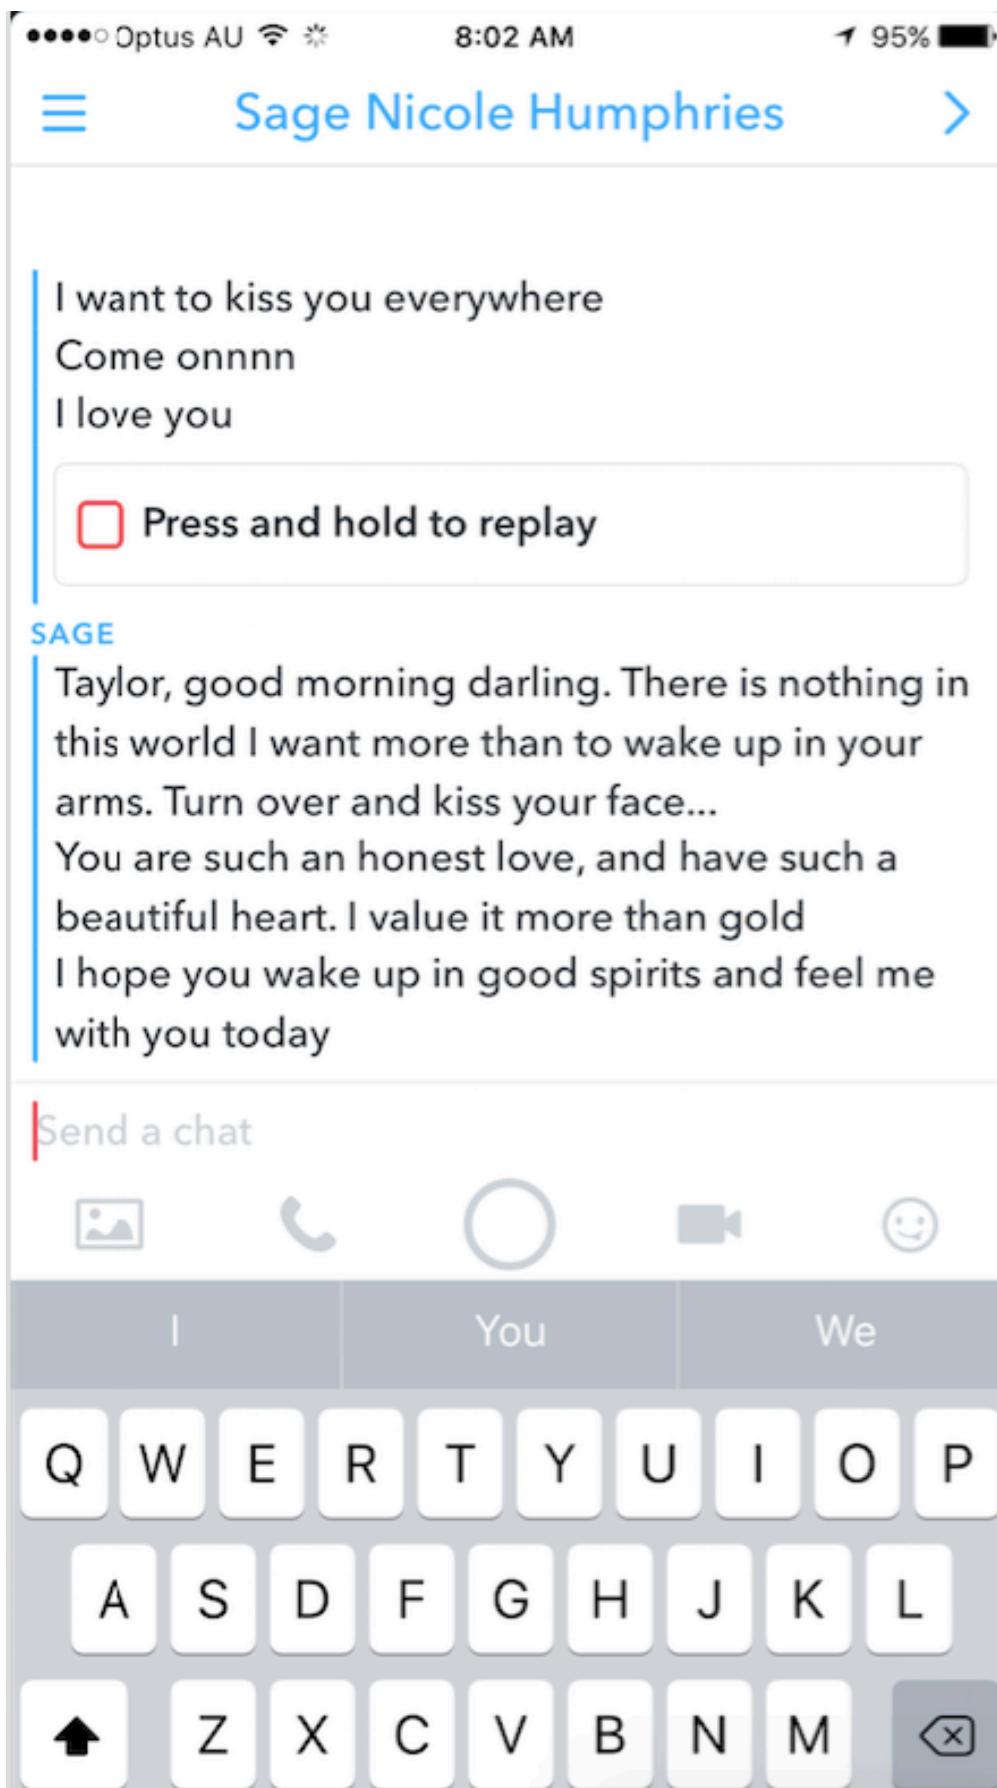 Optus AU 8:02 AM 95%
Sage Nicole Humphries
I want to kiss you everywhere
Come onnnn
I love you
Press and hold to replay
SAGE
Taylor, good morning darling. There is nothing in
this world I want more than to wake up in your
arms. Turn over and kiss your face...
You are such an honest love, and have such a
beautiful heart. I value it more than gold
I hope you wake up in good spirits and feel me
with you today
Send a chat
I You We
Q W E R T Y U I O P
A S D F G H J K L
Z X C V B N M